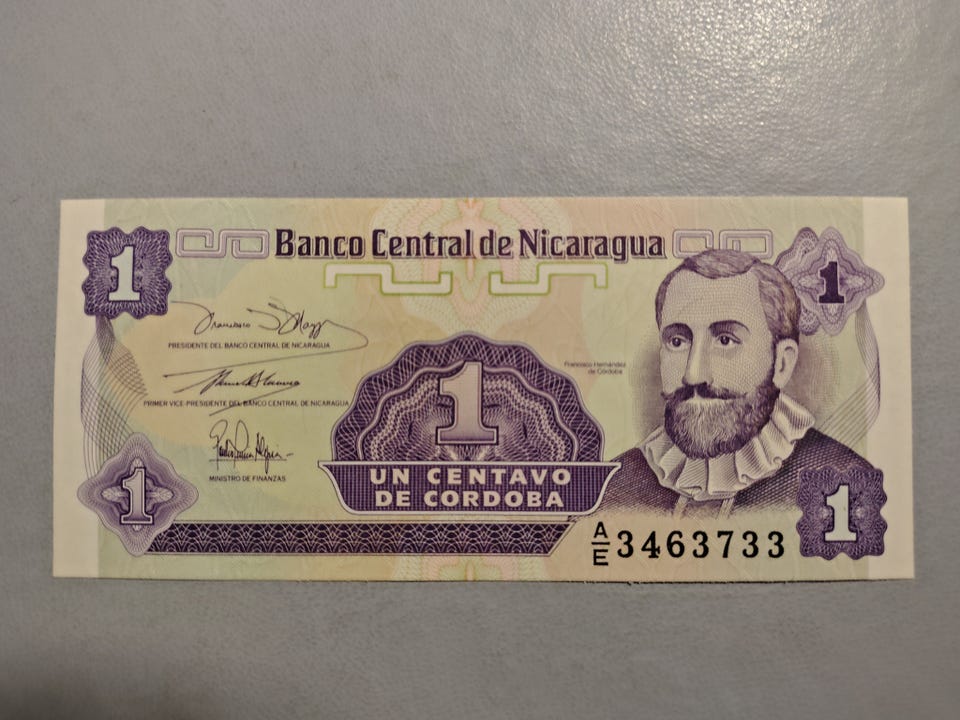 Banco Central de Nicaragua
1
1
PRESIDENTE DEL BANCO CENTRAL DE NICARAGUA
PRIMER VICE-PRESIDENTE DEL BANCO CENTRAL DE NICARAGUA
MINISTRO DE FINANZAS
Francisco Hernández
de Córdoba
1
UN CENTAVO
DE CORDOBA
1
1
A/E 3463733